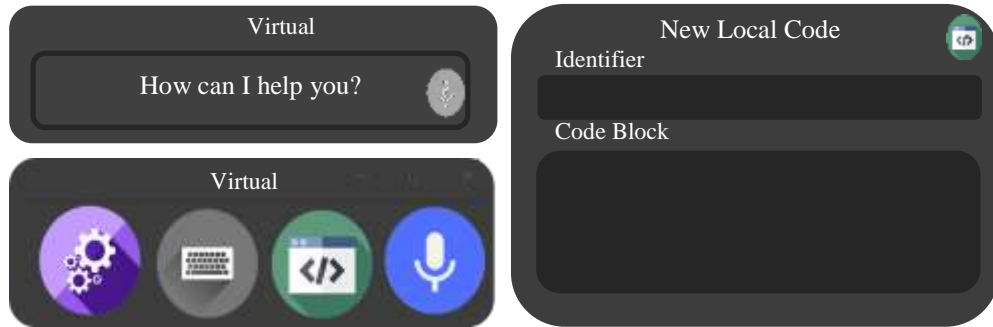 Virtual
How can I help you?
Virtual
</>
New Local Code
</>
Identifier
Code Block